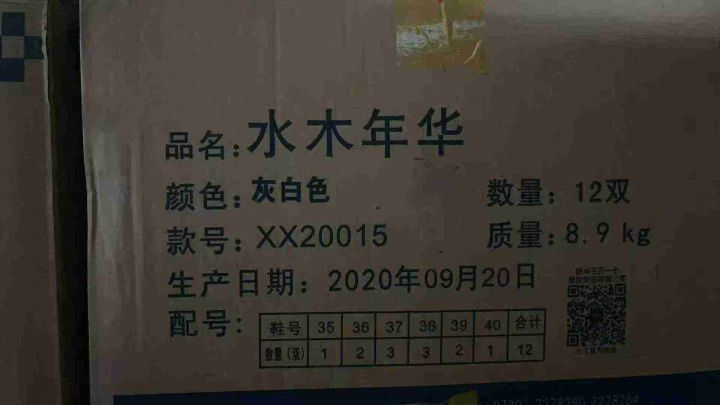 品名:水木年华
颜色:灰白色 数量:12双
款号:XX20015 质量:8.9 kg
生产日期:2020年09月20日
配号:
鞋号 35 36 37 38 39 40 合计
数量(双) 1 2 3 3 2 1 12